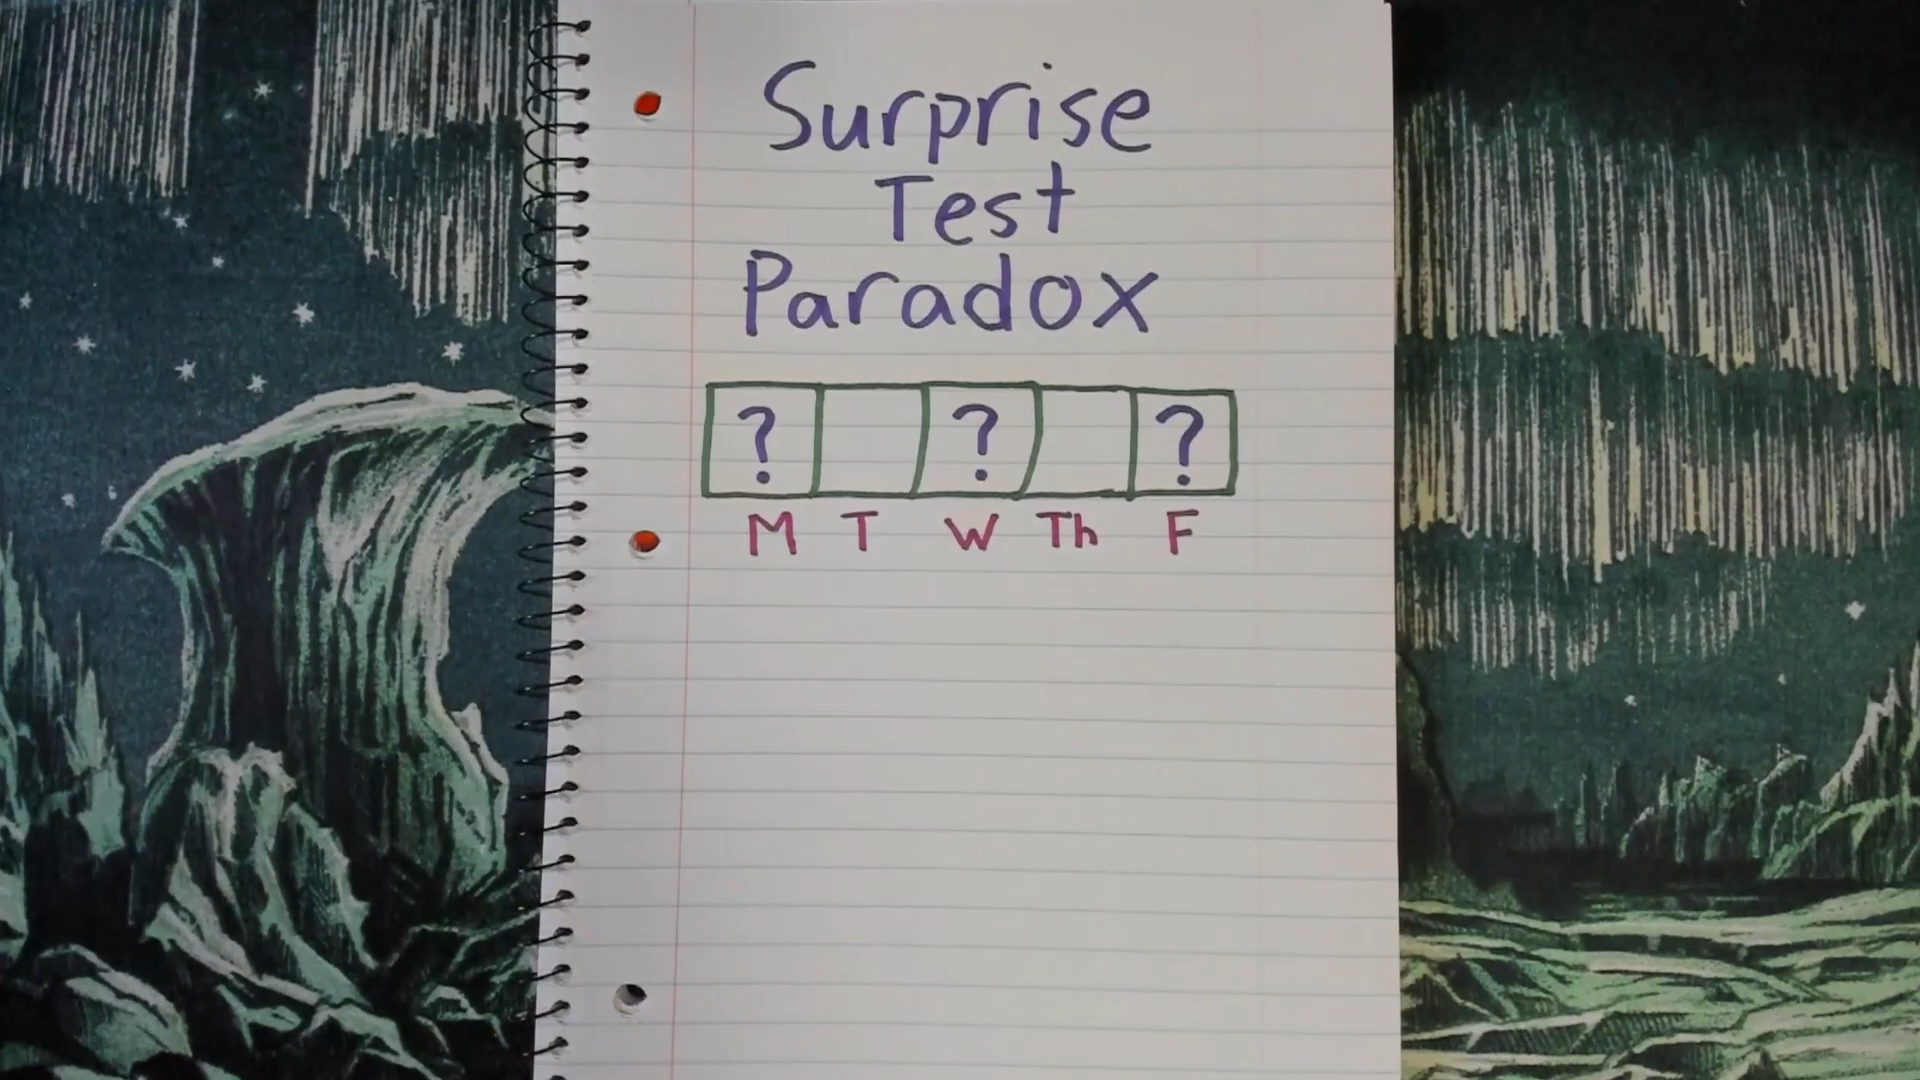 Surprise
Test
Paradox
? ? ?
M T W Th F